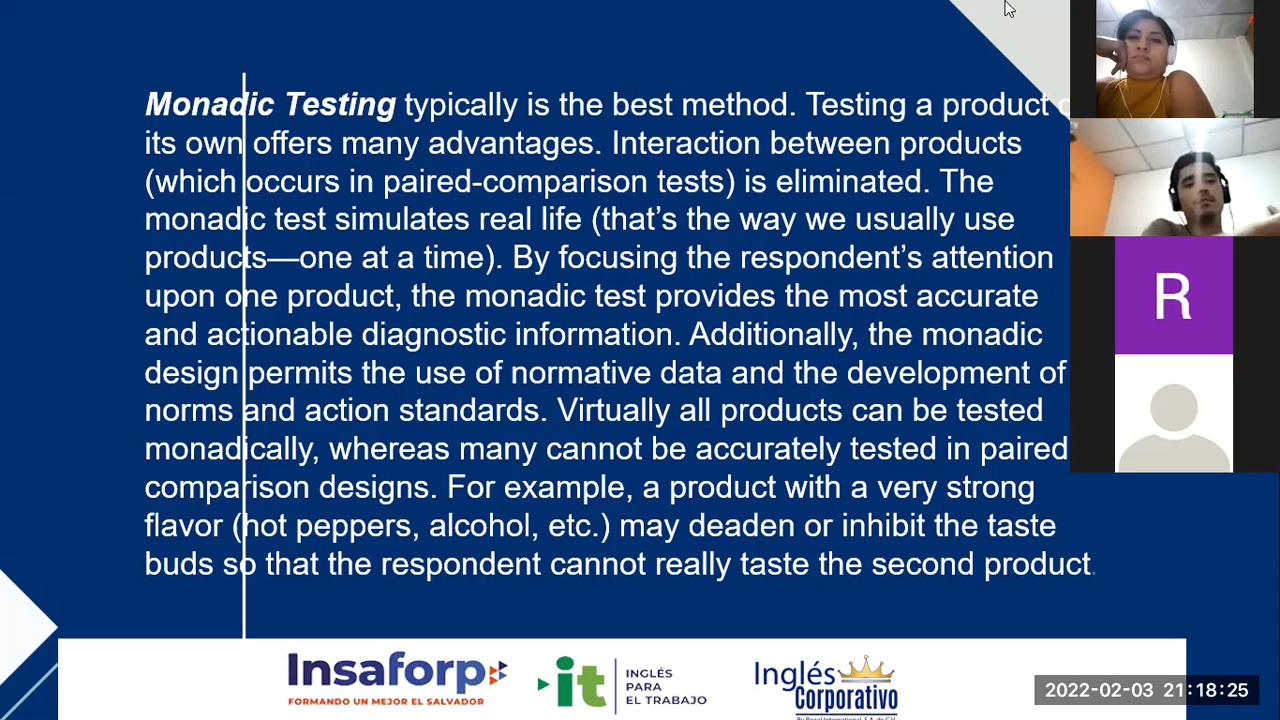 Monadic Testing typically is the best method. Testing a product
its own offers many advantages. Interaction between products
(which occurs in paired-comparison tests) is eliminated. The
monadic test simulates real life (that's the way we usually use
products—one at a time). By focusing the respondent's attention
upon one product, the monadic test provides the most accurate
and actionable diagnostic information. Additionally, the monadic
design permits the use of normative data and the development of
norms and action standards. Virtually all products can be tested
monadically, whereas many cannot be accurately tested in paired
comparison designs. For example, a product with a very strong
flavor (hot peppers, alcohol, etc.) may deaden or inhibit the taste
buds so that the respondent cannot really taste the second product.
R
Insaforp
FORMANDO UN MEJOR EL SALVADOR
it
INGLÉS
PARA
EL TRABAJO
Inglés
Corporativo
2022-02-03 21:18:25